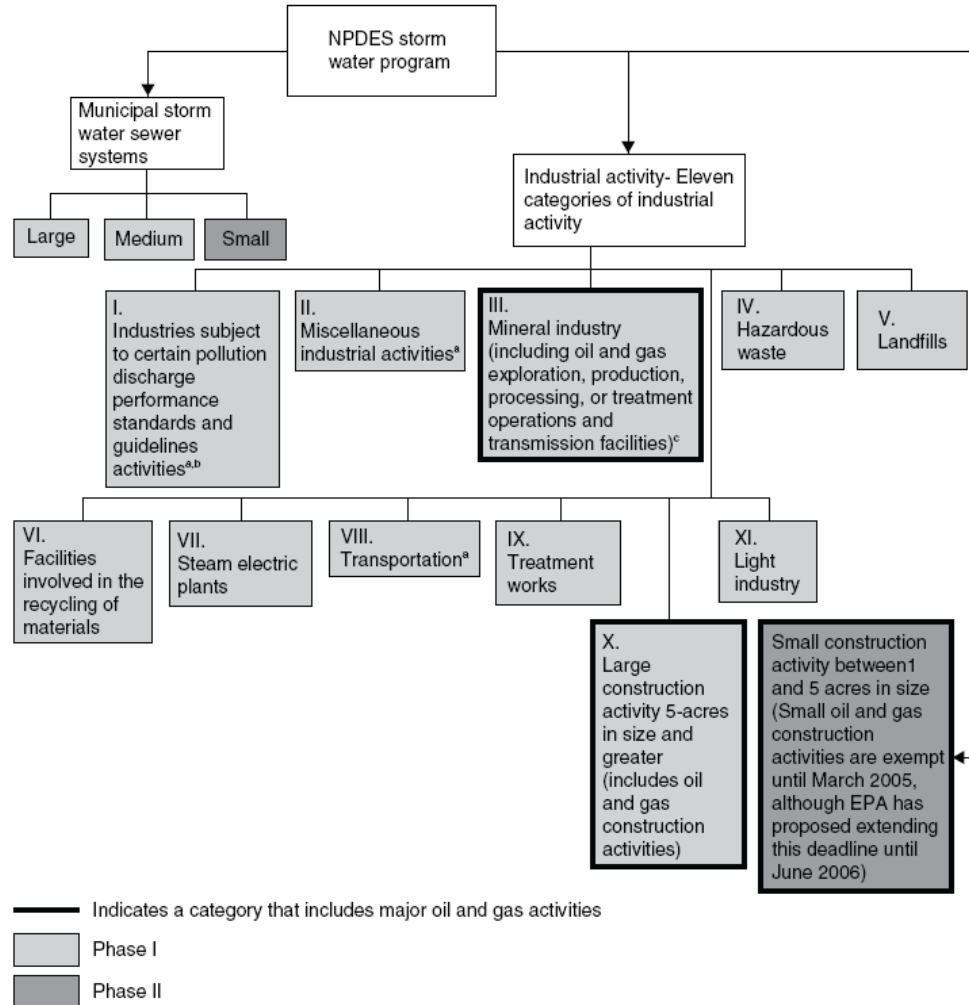 NPDES storm
water program
Municipal storm
water sewer
systems
Industrial activity- Eleven
categories of industrial
activity
Large
Medium
Small
I.
Industries subject
to certain pollution
discharge
performance
standards and
guidelines
activitiesa,b
II.
Miscellaneous
industrial activitiesa
III.
Mineral industry
(including oil and gas
exploration, production,
processing, or treatment
operations and
transmission facilities)c
IV.
Hazardous
waste
V.
Landfills
VI.
Facilities
involved in the
recycling of
materials
VII.
Steam electric
plants
VIII.
Transportationa
IX.
Treatment
works
XI.
Light
industry
X.
Large
construction
activity 5-acres
in size and
greater
(includes oil
and gas
construction
activities)
Small construction
activity between1
and 5 acres in size
(Small oil and gas
construction
activities are exempt
until March 2005,
although EPA has
proposed extending
this deadline until
June 2006)
Indicates a category that includes major oil and gas activities
Phase I
Phase II